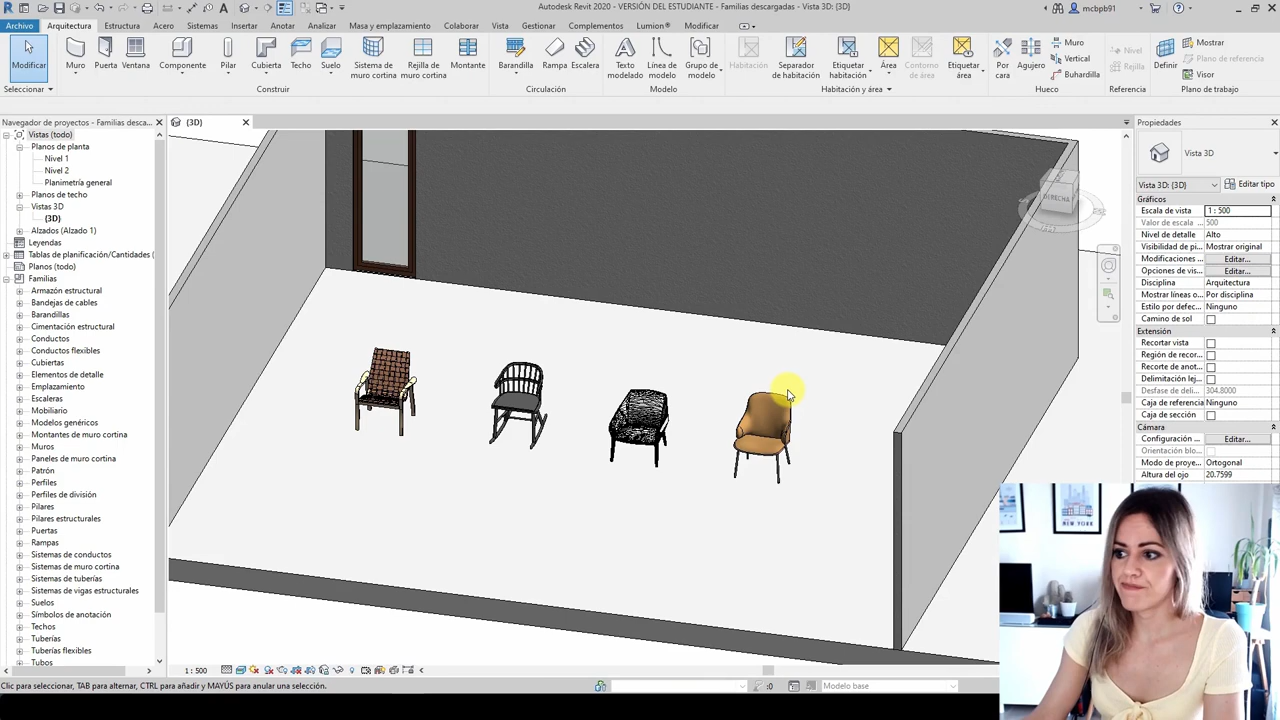 Autodesk Revit 2020 - VERSIÓN DEL ESTUDIANTE - Familias descargadas - Vista 3D: {3D}
mcbpb91
Archivo Arquitectura Estructura Acero Sistemas Insertar Anotar Analizar Masa y emplazamiento Colaborar Vista Gestionar Complementos Lumion® Modificar
Modificar Muro Puerta Ventana Componente Pilar Cubierta Techo Suelo Sistema de muro cortina Rejilla de muro cortina Montante Barandilla Rampa Escalera Texto modelado Línea de modelo Grupo de modelo Habitación Separador de habitación Etiquetar habitación Área Contorno de área Etiquetar área Por cara Agujero Muro Vertical Buhardilla Nivel Rejilla Definir Mostrar Plano de referencia Visor
Seleccionar Construir Circulación Modelo Habitación y área Hueco Referencia Plano de trabajo
Navegador de proyectos - Familias desca...
{3D}
Vistas (todo)
Planos de planta
Nivel 1
Nivel 2
Planimetría general
Planos de techo
Vistas 3D
{3D}
Alzados (Alzado 1)
Leyendas
Tablas de planificación/Cantidades (
Planos (todo)
Familias
Armazón estructural
Bandejas de cables
Barandillas
Cimentación estructural
Conductos
Conductos flexibles
Cubiertas
Elementos de detalle
Emplazamiento
Escaleras
Mobiliario
Modelos genéricos
Montantes de muro cortina
Muros
Paneles de muro cortina
Patrón
Perfiles
Perfiles de división
Pilares
Pilares estructurales
Puertas
Rampas
Sistemas de conductos
Sistemas de muro cortina
Sistemas de tuberías
Sistemas de vigas estructurales
Suelos
Símbolos de anotación
Techos
Tuberías
Tuberías flexibles
Tubos
DERECHA
Propiedades
Vista 3D
Vista 3D: {3D} Editar tipo
Gráficos
Escala de vista 1 : 500
Valor de escala ... 500
Nivel de detalle Alto
Visibilidad de pi... Mostrar original
Modificaciones ... Editar...
Opciones de vis... Editar...
Disciplina Arquitectura
Mostrar líneas o... Por disciplina
Estilo por defec... Ninguno
Camino de sol
Extensión
Recortar vista
Región de recor...
Recorte de anot...
Delimitación lej...
Desfase de deli... 304.8000
Caja de referencia Ninguno
Caja de sección
Cámara
Configuración ... Editar...
Orientación blo...
Modo de proye... Ortogonal
Altura del ojo 20.7599
NEW YORK
1 : 500
Clic para seleccionar, TAB para alternar, CTRL para añadir y MAYÚS para anular una selección.
:0
Modelo base